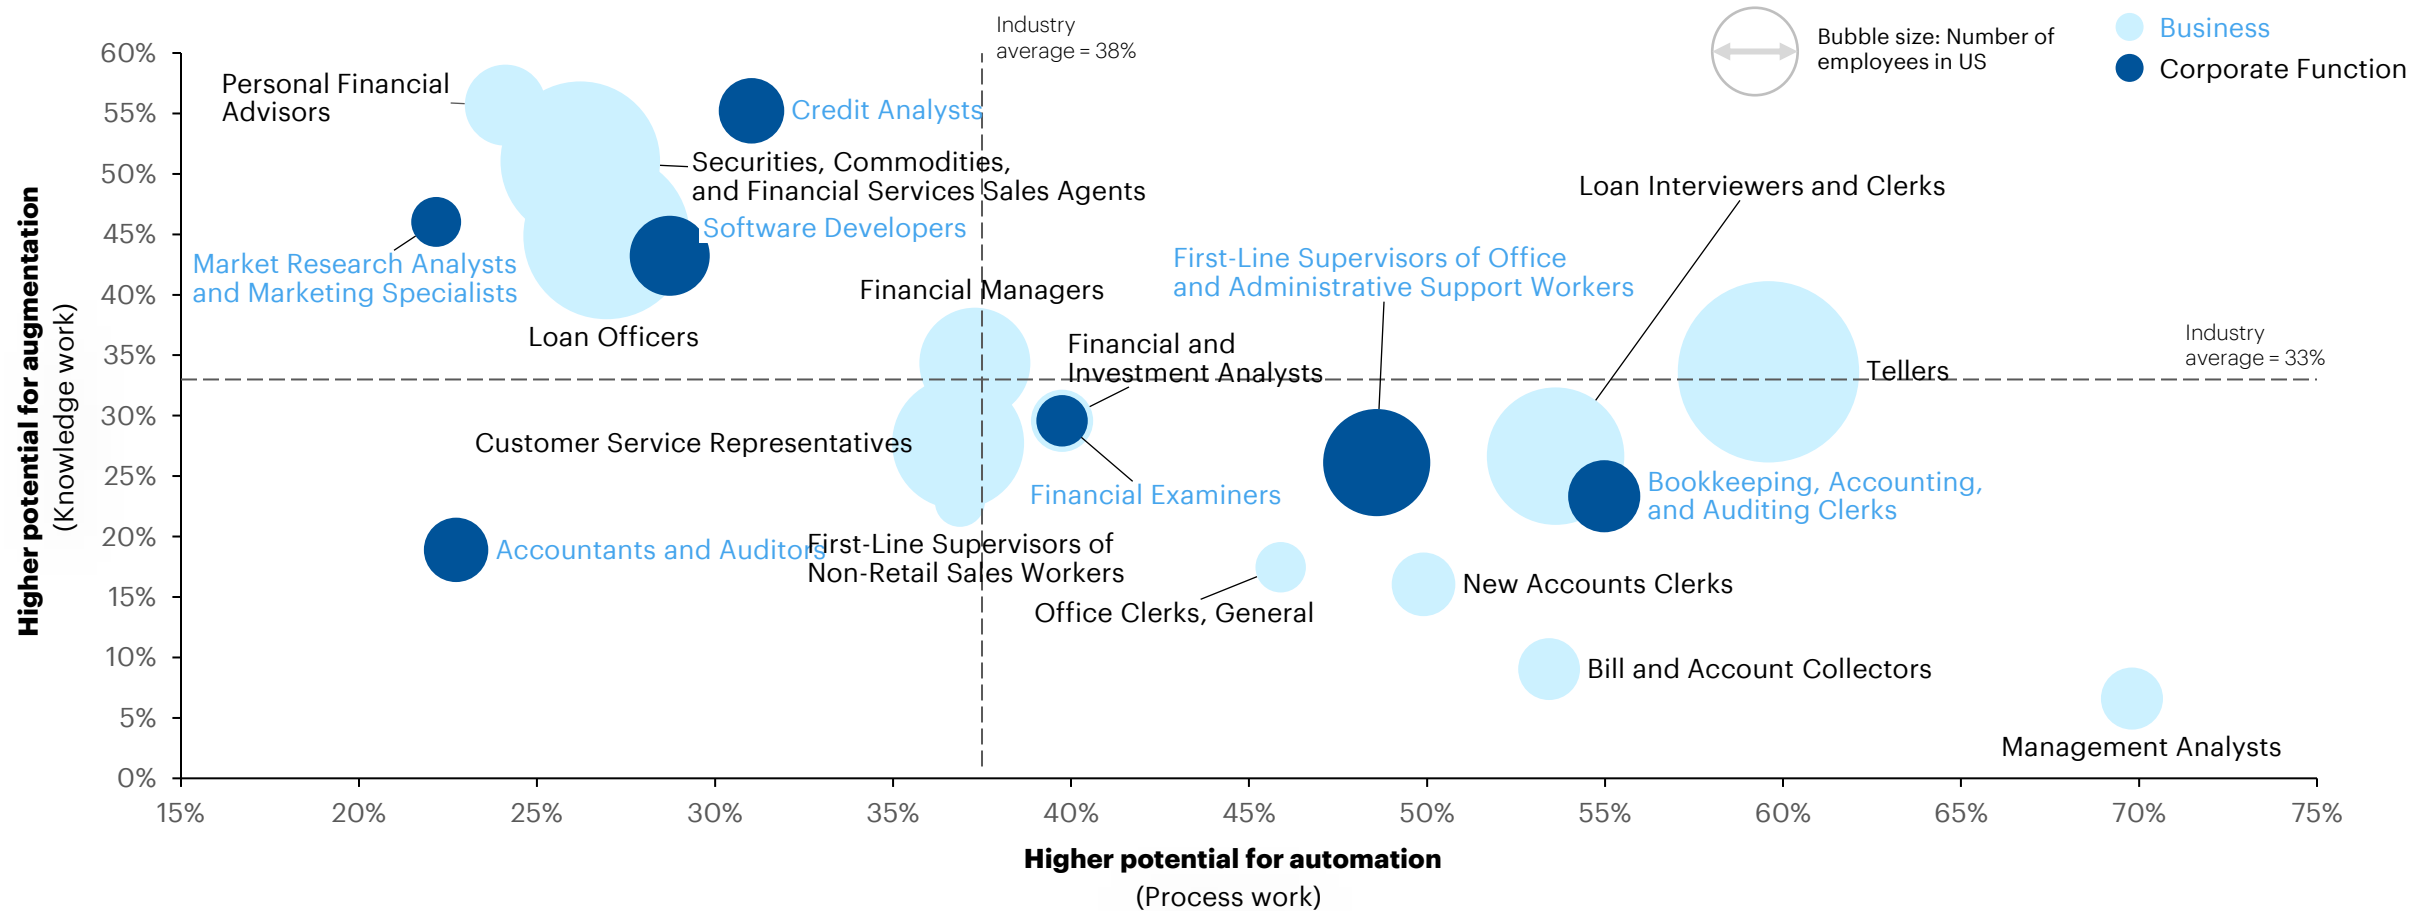 Industry
average = 38%
Bubble size: Number of
employees in US
Business
Corporate Function
60%
55%
50%
45%
40%
35%
30%
25%
20%
15%
10%
5%
0%
Higher potential for augmentation
(Knowledge work)
Personal Financial
Advisors
Credit Analysts
Securities, Commodities,
and Financial Services Sales Agents
Software Developers
Market Research Analysts
and Marketing Specialists
Loan Officers
Financial Managers
Financial and
Investment Analysts
First-Line Supervisors of Office
and Administrative Support Workers
Loan Interviewers and Clerks
Tellers
Industry
average = 33%
Customer Service Representatives
Financial Examiners
Bookkeeping, Accounting,
and Auditing Clerks
Accountants and Auditors
First-Line Supervisors of
Non-Retail Sales Workers
Office Clerks, General
New Accounts Clerks
Bill and Account Collectors
Management Analysts
15%
20%
25%
30%
35%
40%
45%
50%
55%
60%
65%
70%
75%
Higher potential for automation
(Process work)